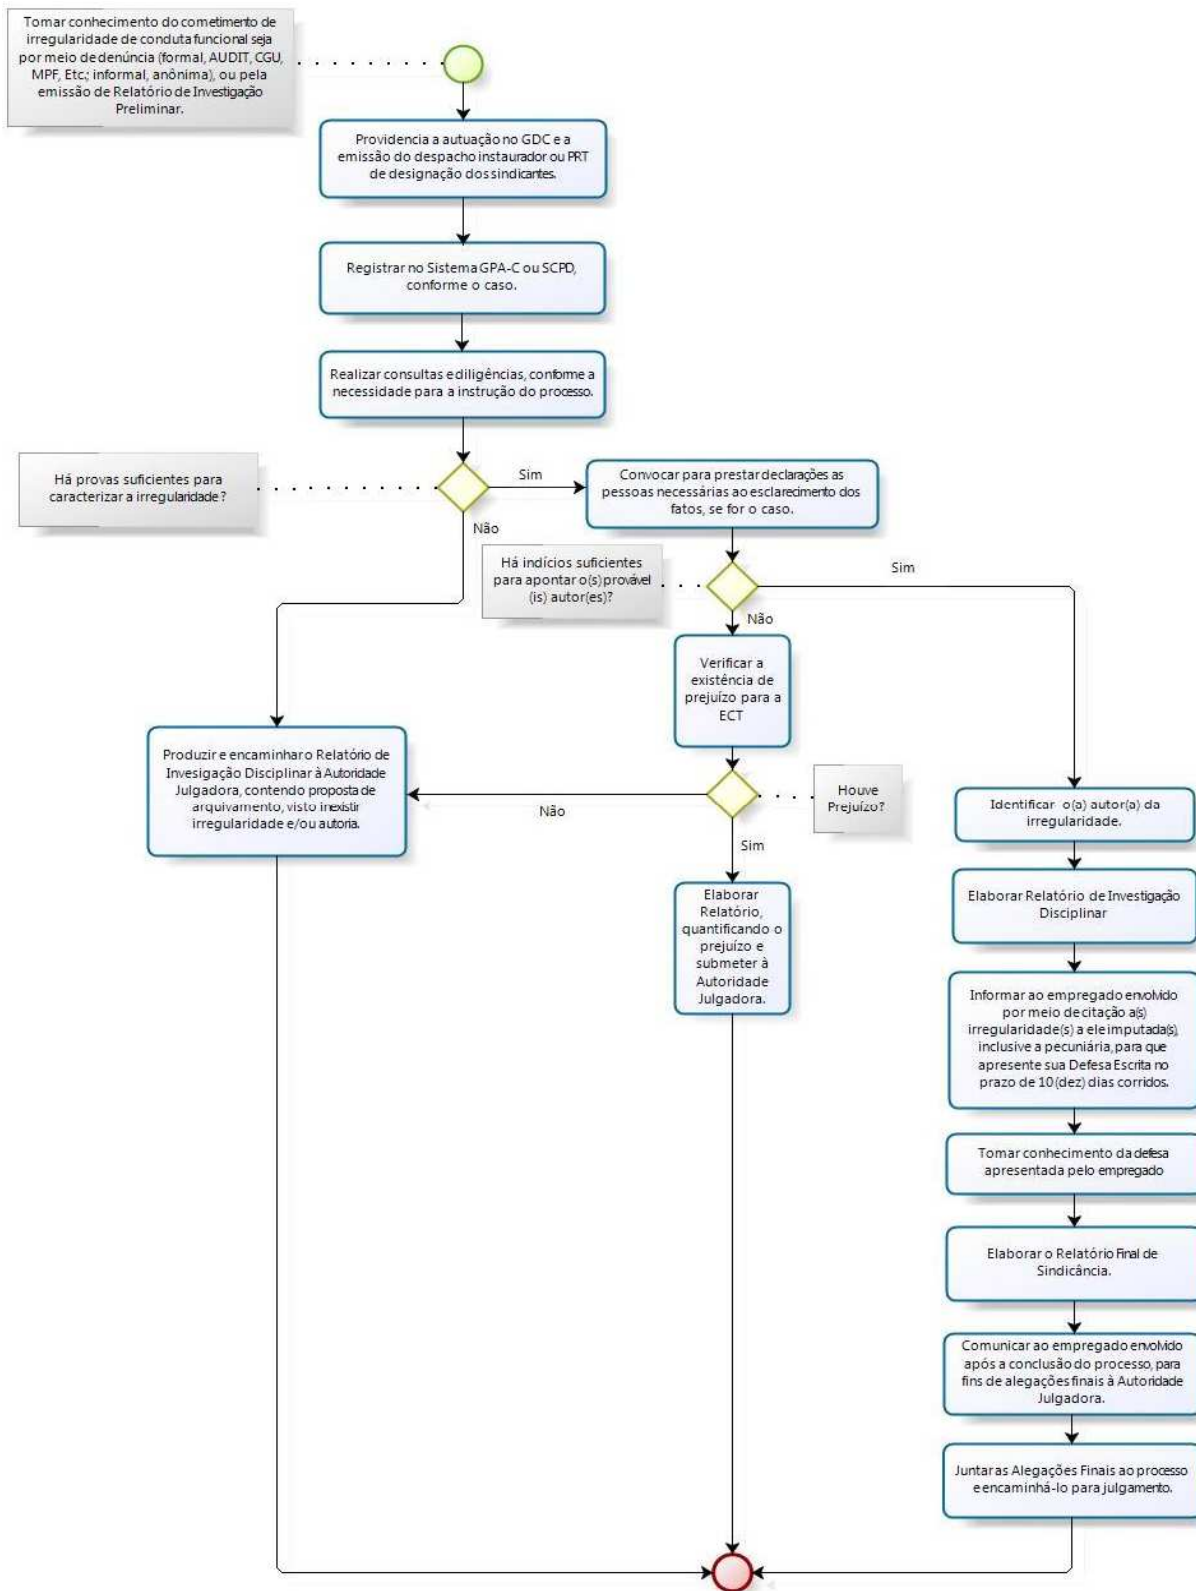 Tomar conhecimento do cometimento de
irregularidade de conduta funcional seja
por meio de denúncia (formal, AUDIT, CGU,
MPF, Etc.; informal, anônima), ou pela
emissão de Relatório de Investigação
Preliminar.
Providencia a autuação no GDC e a
emissão do despacho instaurador ou PRT
de designação dos sindicantes.
Registrar no Sistema GPA-C ou SCPD,
conforme o caso.
Realizar consultas e diligências, conforme a
necessidade para a instrução do processo.
Há provas suficientes para
caracterizar a irregularidade?
Sim
Não
Convocar para prestar declarações as
pessoas necessárias ao esclarecimento dos
fatos, se for o caso.
Há indícios suficientes
para apontar o(s) provável
(is) autor(es)?
Sim
Não
Verificar a
existência de
prejuízo para a
ECT
Produzir e encaminhar o Relatório de
Invesigação Disciplinar à Autoridade
Julgadora, contendo proposta de
arquivamento, visto inexistir
irregularidade e/ou autoria.
Não
Houve
Prejuízo?
Sim
Elaborar
Relatório,
quantificando o
prejuízo e
submeter à
Autoridade
Julgadora.
Identificar o(a) autor(a) da
irregularidade.
Elaborar Relatório de Investigação
Disciplinar
Informar ao empregado envolvido
por meio de citação a(s)
irregularidade(s) a ele imputada(s),
inclusive a pecuniária, para que
apresente sua Defesa Escrita no
prazo de 10 (dez) dias corridos.
Tomar conhecimento da defesa
apresentada pelo empregado
Elaborar o Relatório Final de
Sindicância.
Comunicar ao empregado envolvido
após a conclusão do processo, para
fins de alegações finais à Autoridade
Julgadora.
Juntar as Alegações Finais ao processo
e encaminhá-lo para julgamento.